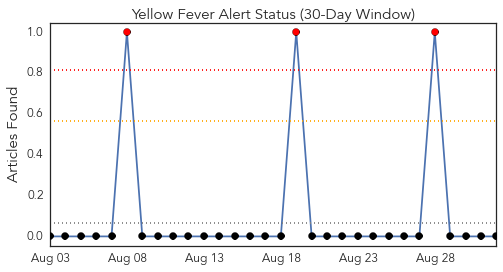 Yellow Fever Alert Status (30-Day Window)
Articles Found
1.0
0.8
0.6
0.4
0.2
0.0
Aug 03 Aug 08 Aug 13 Aug 18 Aug 23 Aug 28